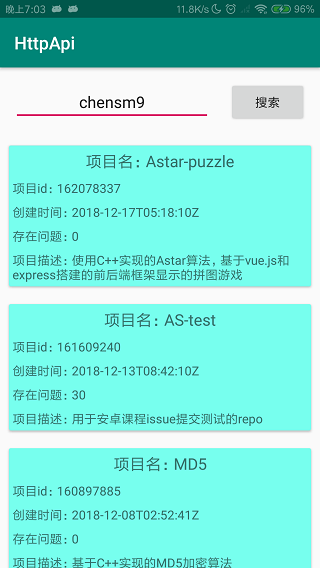 晚上7:03 11.8K/s 96%
HttpApi
chensm9 搜索
项目名：Astar-puzzle
项目id：162078337
创建时间：2018-12-17T05:18:10Z
存在问题：0
项目描述：使用C++实现的Astar算法，基于vue.js和
express搭建的前后端框架显示的拼图游戏
项目名：AS-test
项目id：161609240
创建时间：2018-12-13T08:42:10Z
存在问题：30
项目描述：用于安卓课程issue提交测试的repo
项目名：MD5
项目id：160897885
创建时间：2018-12-08T02:52:41Z
存在问题：0
项目描述：基于C++实现的MD5加密算法